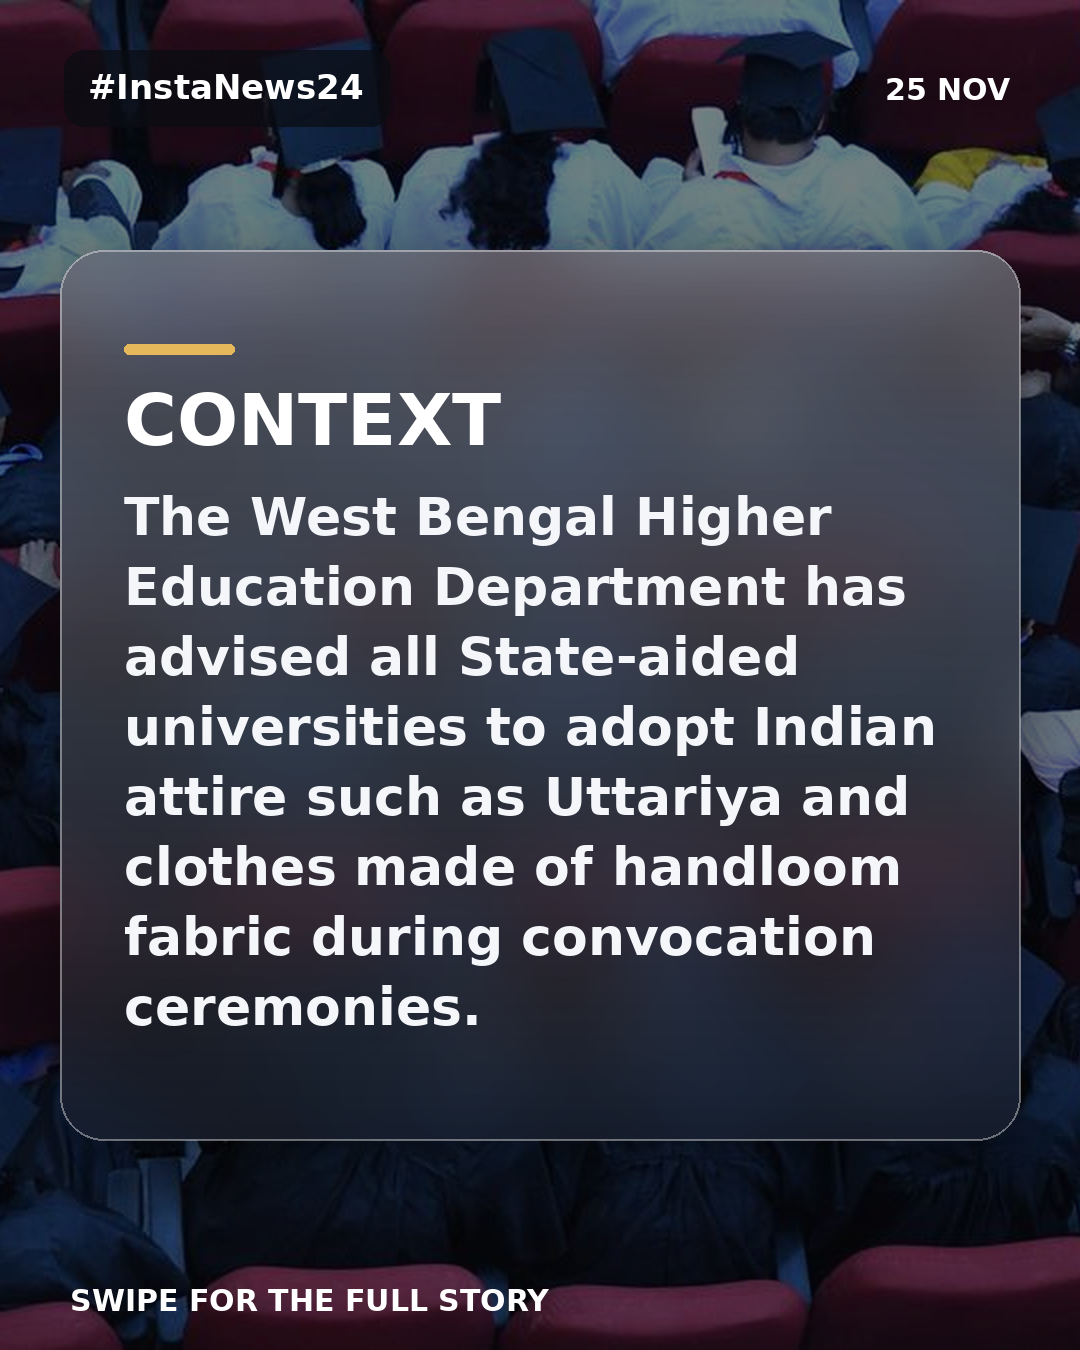 #InstaNews24
25 NOV
CONTEXT
The West Bengal Higher
Education Department has
advised all State-aided
universities to adopt Indian
attire such as Uttariya and
clothes made of handloom
fabric during convocation
ceremonies.
SWIPE FOR THE FULL STORY